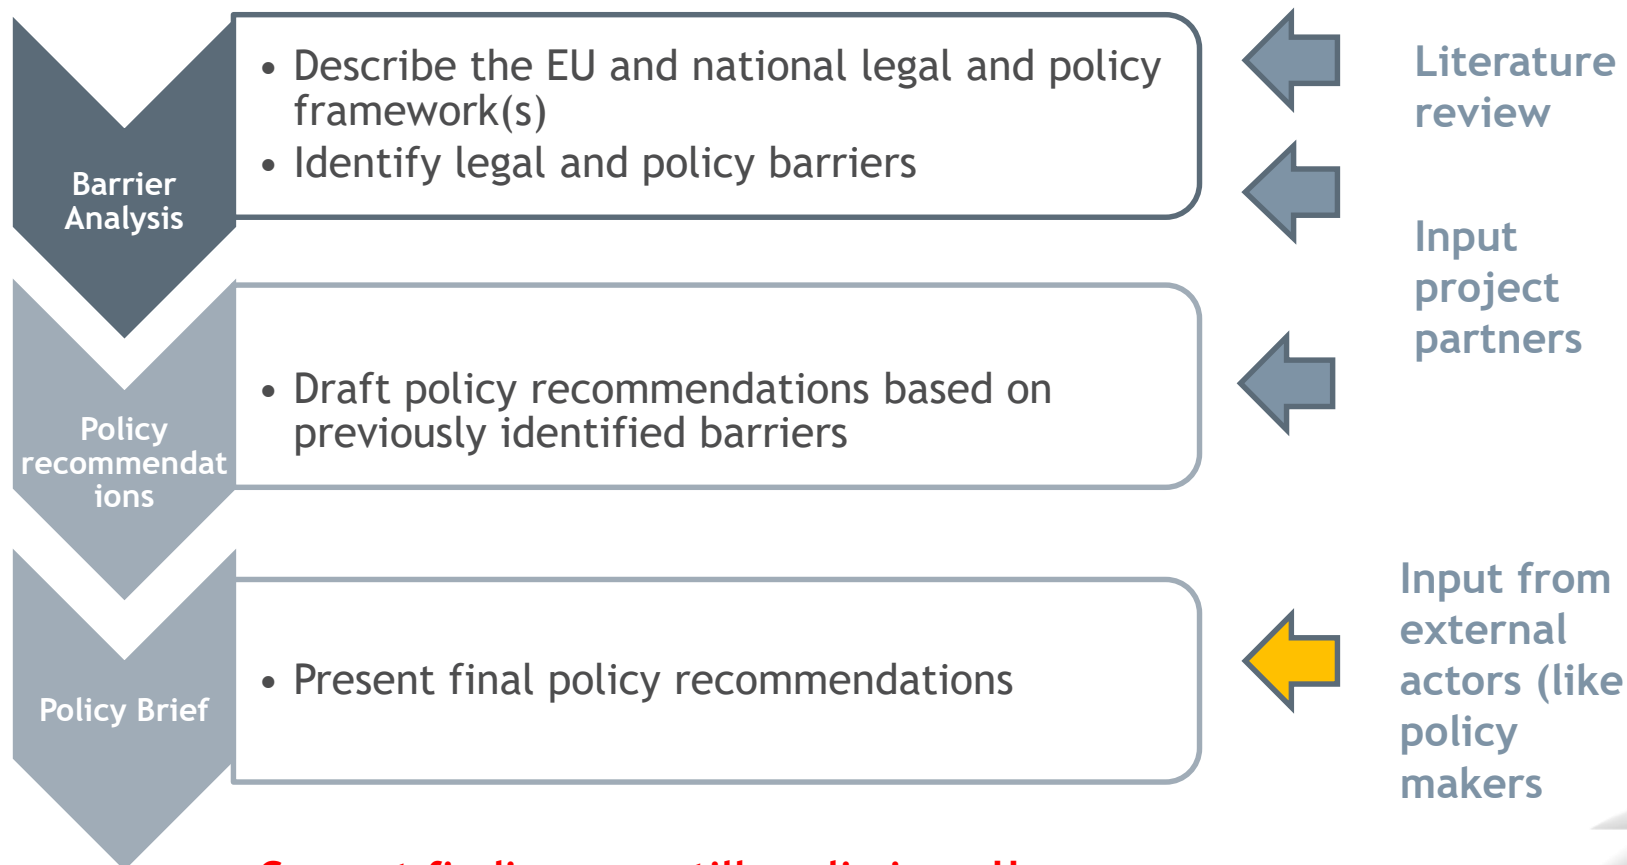 Barrier
Analysis
• Describe the EU and national legal and policy
framework(s)
• Identify legal and policy barriers
Literature
review
Input
project
partners
Policy
recommendat
ions
• Draft policy recommendations based on
previously identified barriers
Policy Brief
• Present final policy recommendations
Input from
external
actors (like
policy
makers